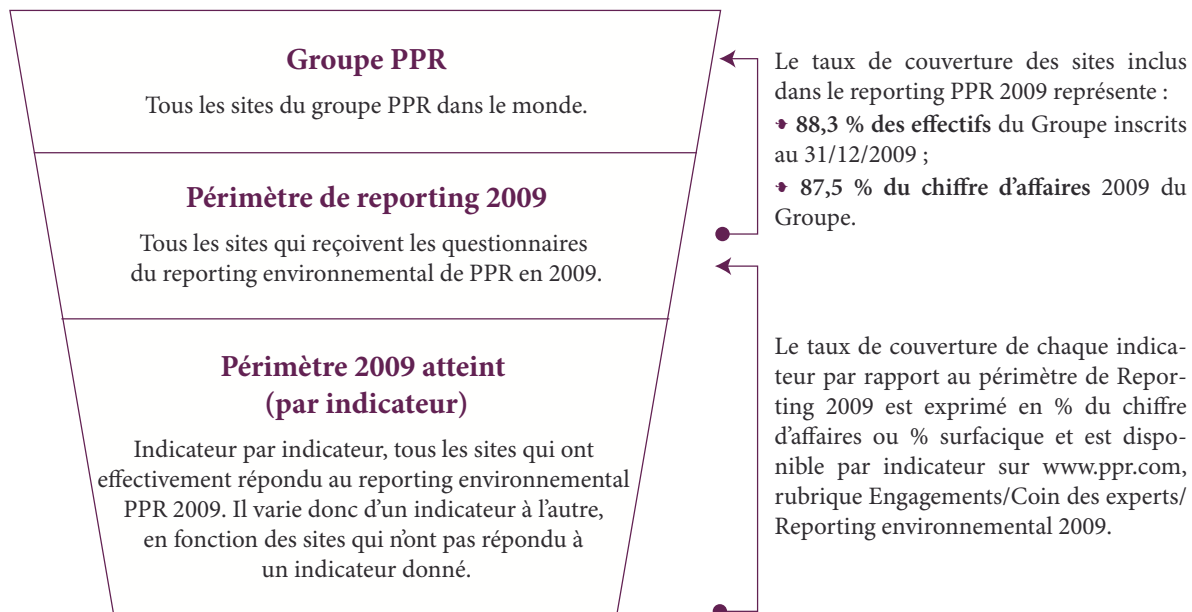 Groupe PPR
Tous les sites du groupe PPR dans le monde.
Périmètre de reporting 2009
Tous les sites qui reçoivent les questionnaires
du reporting environnemental de PPR en 2009.
Périmètre 2009 atteint
(par indicateur)
Indicateur par indicateur, tous les sites qui ont
effectivement répondu au reporting environnemental
PPR 2009. Il varie donc d'un indicateur à l'autre,
en fonction des sites qui n'ont pas répondu à
un indicateur donné.
Le taux de couverture des sites inclus
dans le reporting PPR 2009 représente :
88,3 % des effectifs du Groupe inscrits
au 31/12/2009 ;
87,5 % du chiffre d'affaires 2009 du
Groupe.
Le taux de couverture de chaque indica-
teur par rapport au périmètre de Repor-
ting 2009 est exprimé en % du chiffre
d'affaires ou % surfacique et est dispo-
nible par indicateur sur www.ppr.com,
rubrique Engagements/Coin des experts/
Reporting environnemental 2009.